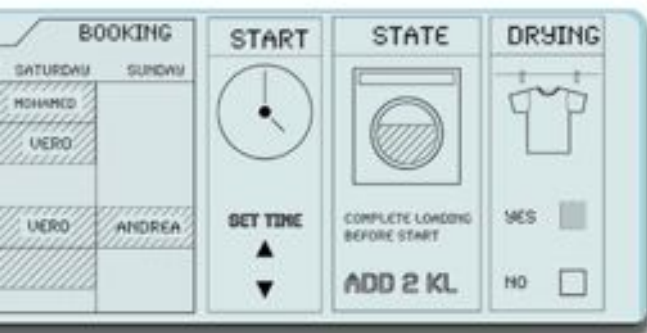 BOOKING
SATURDAY SUNDAY
MOHAMED
VERO
VERO ANDREA
START
SET TIME
STATE
COMPLETE LOADING
BEFORE START
ADD 2 KL
DRYING
YES
NO